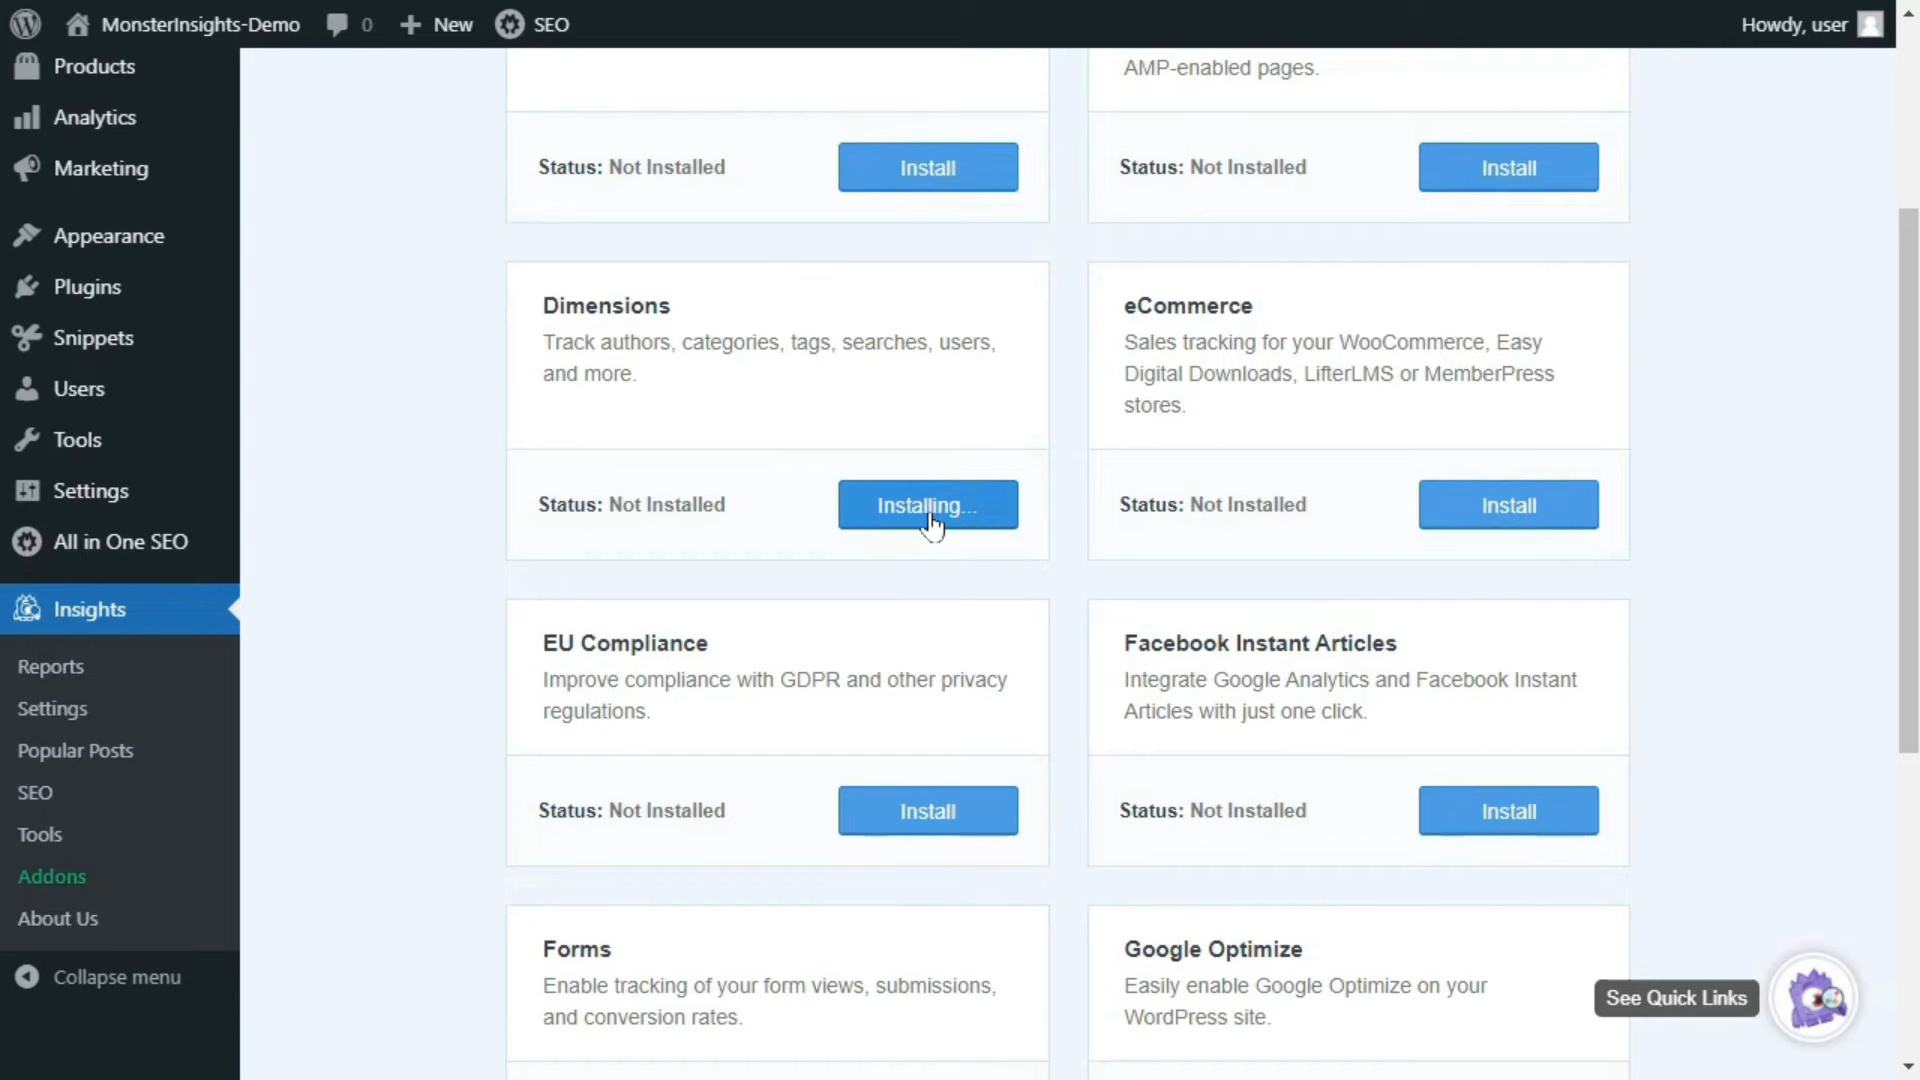 MonsterInsights-Demo
0
New
SEO
Howdy, user
Products
Analytics
Marketing
Appearance
Plugins
Snippets
Users
Tools
Settings
All in One SEO
Insights
Reports
Settings
Popular Posts
SEO
Tools
Addons
About Us
Collapse menu
AMP-enabled pages.
Status: Not Installed
Install
Status: Not Installed
Install
Dimensions
Track authors, categories, tags, searches, users,
and more.
Status: Not Installed
Installing...
eCommerce
Sales tracking for your WooCommerce, Easy
Digital Downloads, LifterLMS or MemberPress
stores.
Status: Not Installed
Install
EU Compliance
Improve compliance with GDPR and other privacy
regulations.
Status: Not Installed
Install
Facebook Instant Articles
Integrate Google Analytics and Facebook Instant
Articles with just one click.
Status: Not Installed
Install
Forms
Enable tracking of your form views, submissions,
and conversion rates.
Google Optimize
Easily enable Google Optimize on your
WordPress site.
See Quick Links